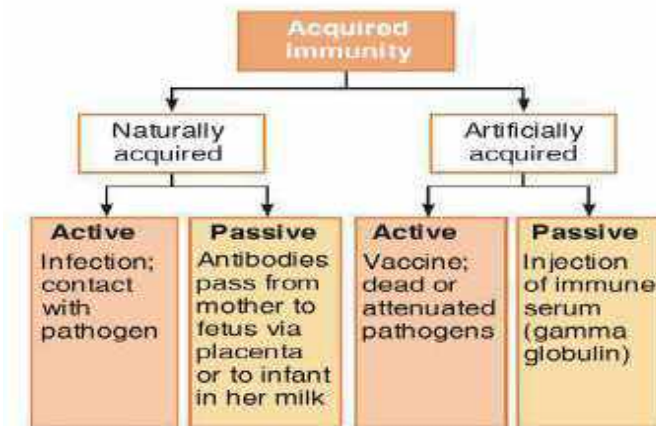 Acquired
immunity
Naturally
acquired
Artificially
acquired
Active
Infection;
contact
with
pathogen
Passive
Antibodies
pass from
mother to
fetus via
placenta
or to infant
in her milk
Active
Vaccine;
dead or
attenuated
pathogens
Passive
Injection
of immune
serum
(gamma
globulin)